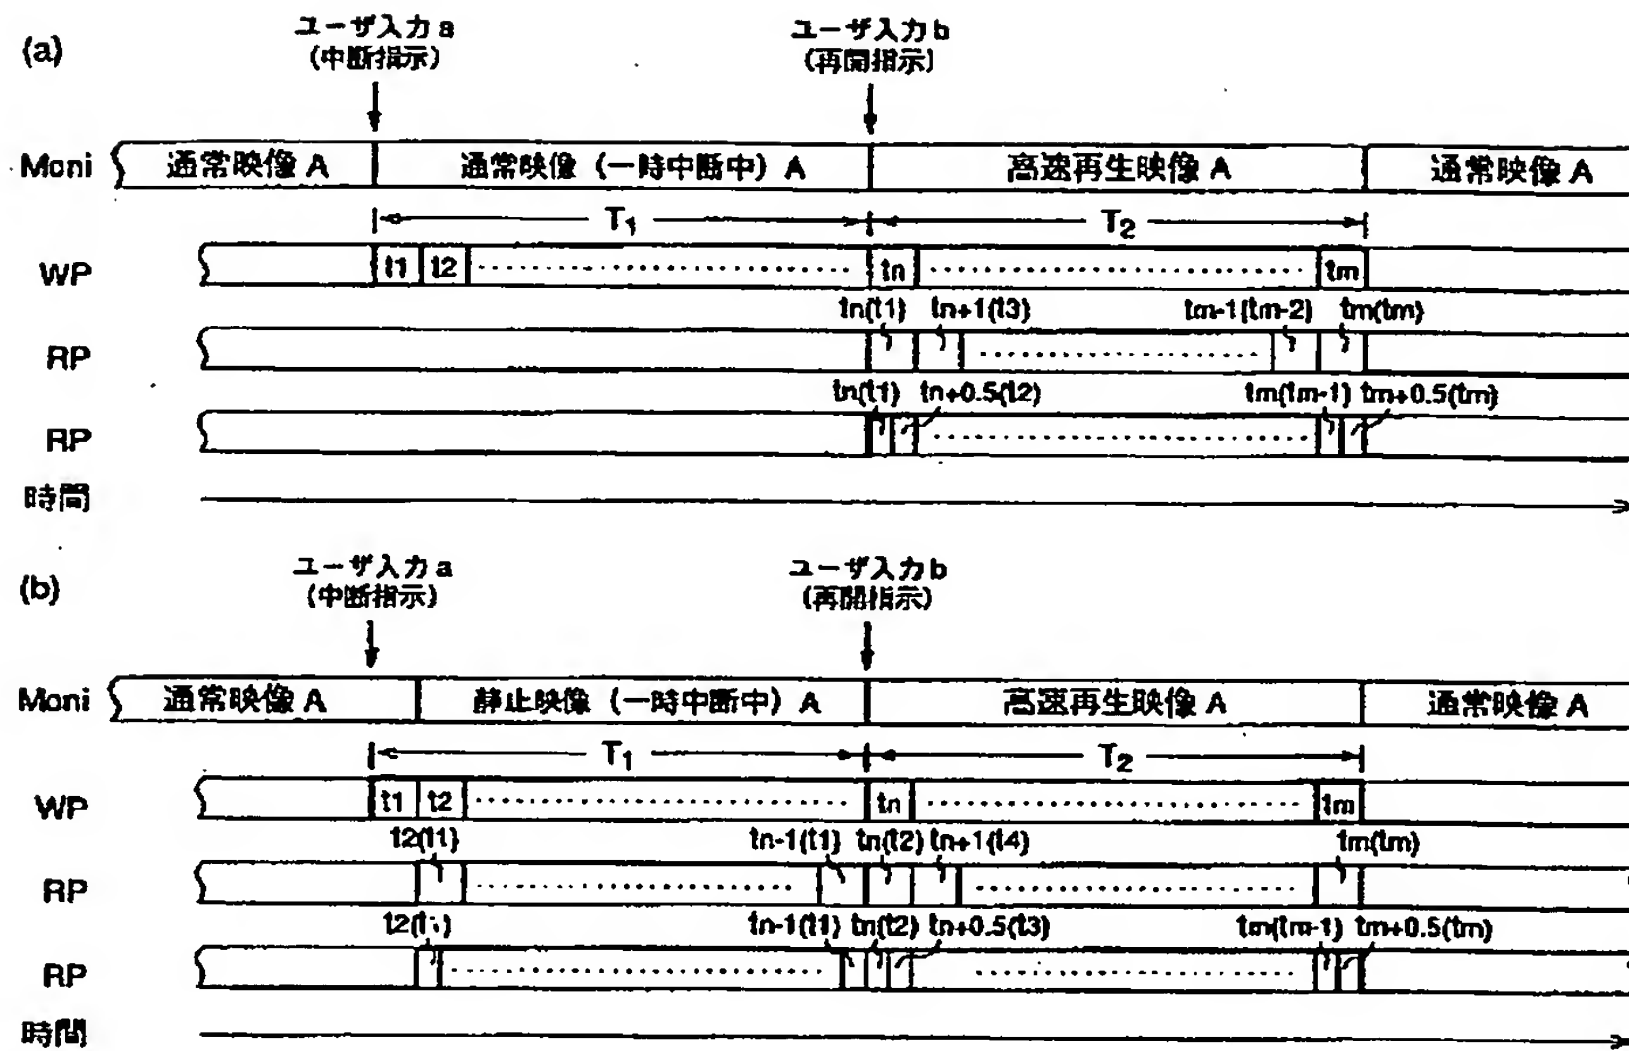 (a)
ユーザ入力 a
(中断指示)
ユーザ入力 b
(再開指示)
Moni 通常映像 A 通常映像 (一時中断中) A 高速再生映像 A 通常映像 A
T1 T2
WP t1 t2 tn tm
tn(t1) tn+1(t3) tm-1(tm-2) tm(tm)
RP
tn(t1) tn+0.5(t2) tm(tm-1) tm+0.5(tm)
RP
時間
(b)
ユーザ入力 a
(中断指示)
ユーザ入力 b
(再開指示)
Moni 通常映像 A 静止映像 (一時中断中) A 高速再生映像 A 通常映像 A
T1 T2
WP t1 t2 tn tm
t2(t1) tn-1(t1) tn(t2) tn+1(t4) tm(tm)
RP
t2(t1) tn-1(t1) tn(t2) tn+0.5(t3) tm(tm-1) tm+0.5(tm)
RP
時間